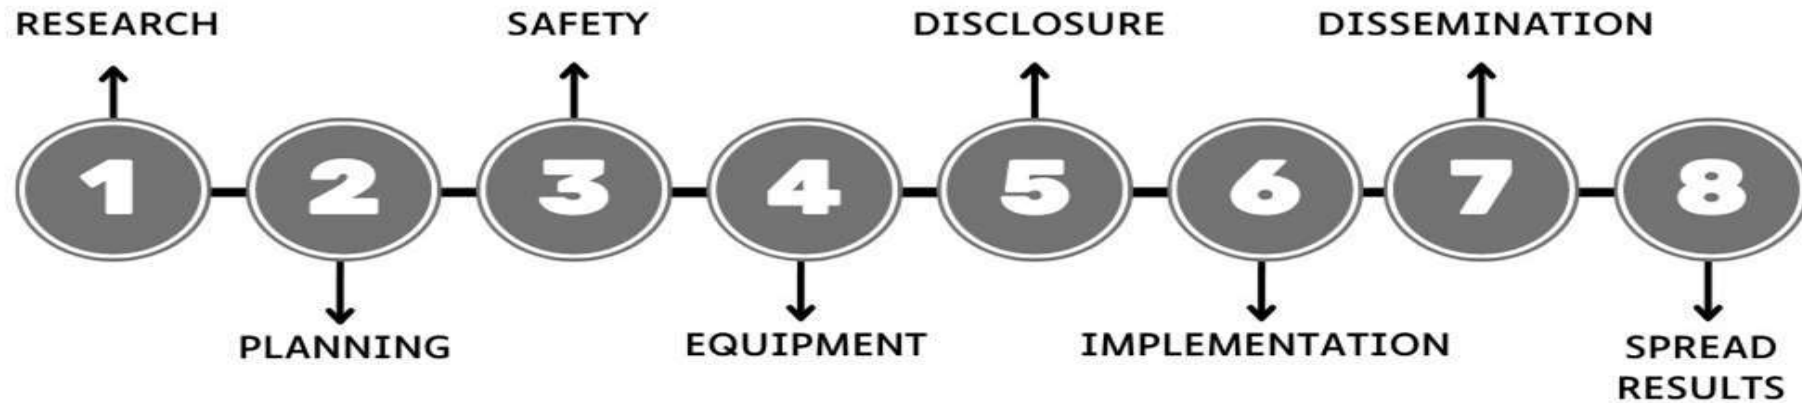 RESEARCH SAFETY DISCLOSURE DISSEMINATION
1 2 3 4 5 6 7 8
PLANNING EQUIPMENT IMPLEMENTATION SPREAD
RESULTS